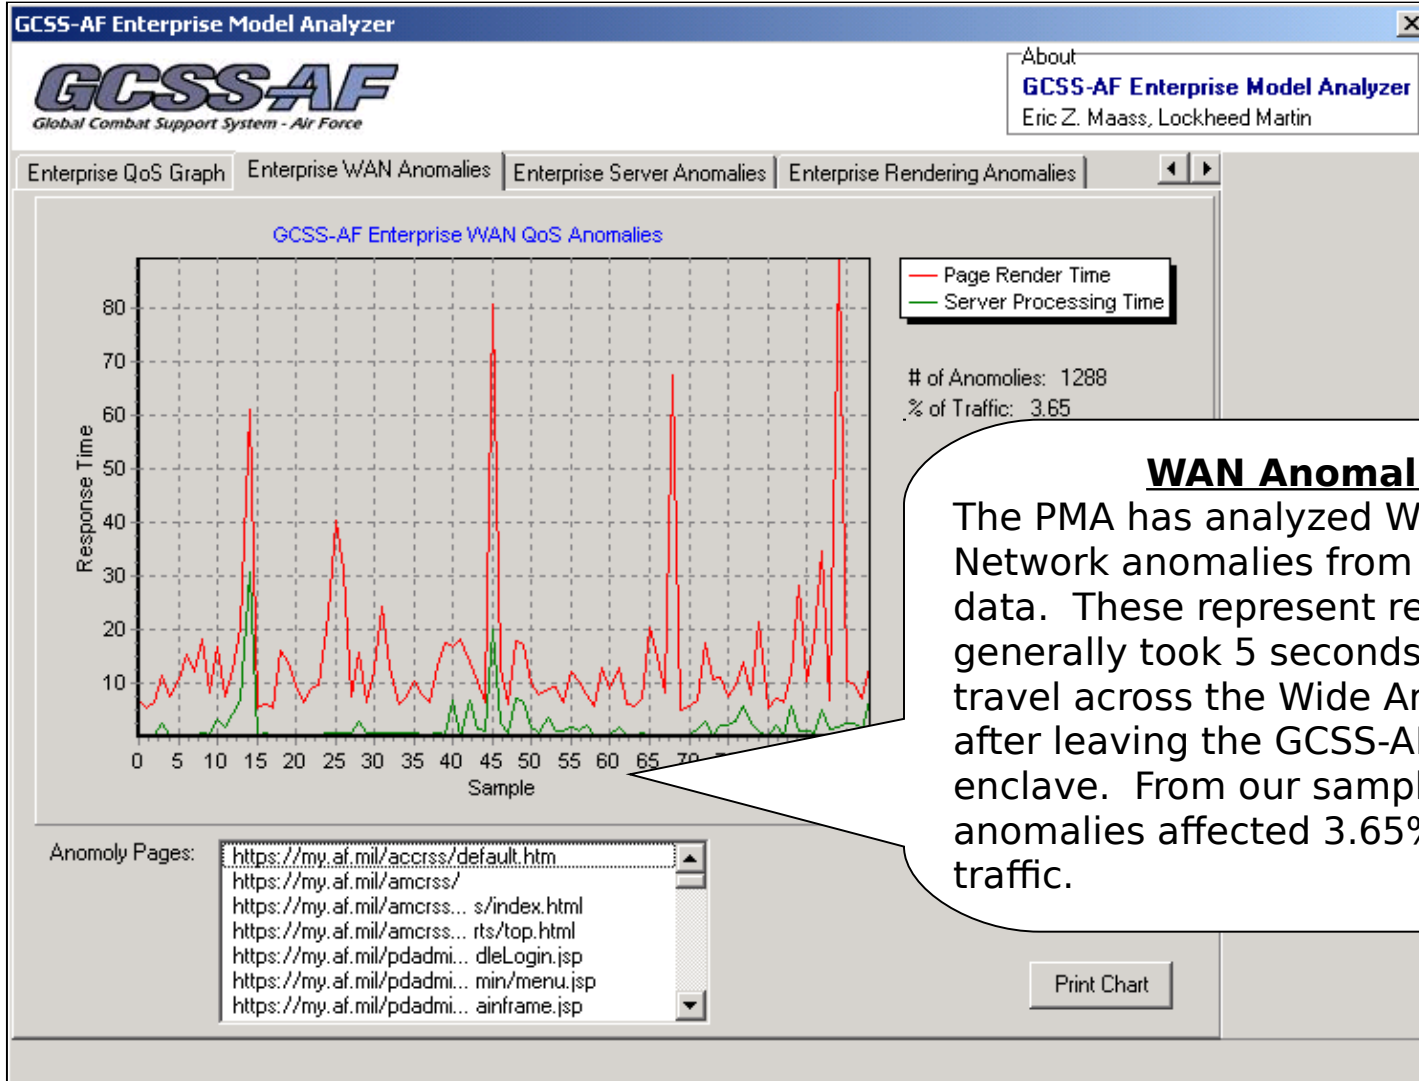 GCSS-AF Enterprise Model Analyzer
GCSS-AF
Global Combat Support System - Air Force
About
GCSS-AF Enterprise Model Analyzer
Eric Z. Maass, Lockheed Martin
Enterprise QoS Graph
Enterprise WAN Anomalies
Enterprise Server Anomalies
Enterprise Rendering Anomalies
GCSS-AF Enterprise WAN QoS Anomalies
Page Render Time
Server Processing Time
# of Anomolies: 1288
% of Traffic: 3.65
80
70
60
50
40
30
20
10
Response Time
0 5 10 15 20 25 30 35 40 45 50 55 60 65 70
Sample
WAN Anomal
The PMA has analyzed W
Network anomalies from
data. These represent re
generally took 5 seconds
travel across the Wide Ar
after leaving the GCSS-AF
enclave. From our sampl
anomalies affected 3.65%
traffic.
Anomoly Pages:
https://my.af.mil/accrss/default.htm
https://my.af.mil/amcrss/
https://my.af.mil/amcrss... s/index.html
https://my.af.mil/amcrss... rts/top.html
https://my.af.mil/pdadmi... dleLogin.jsp
https://my.af.mil/pdadmi... min/menu.jsp
https://my.af.mil/pdadmi... ainframe.jsp
Print Chart